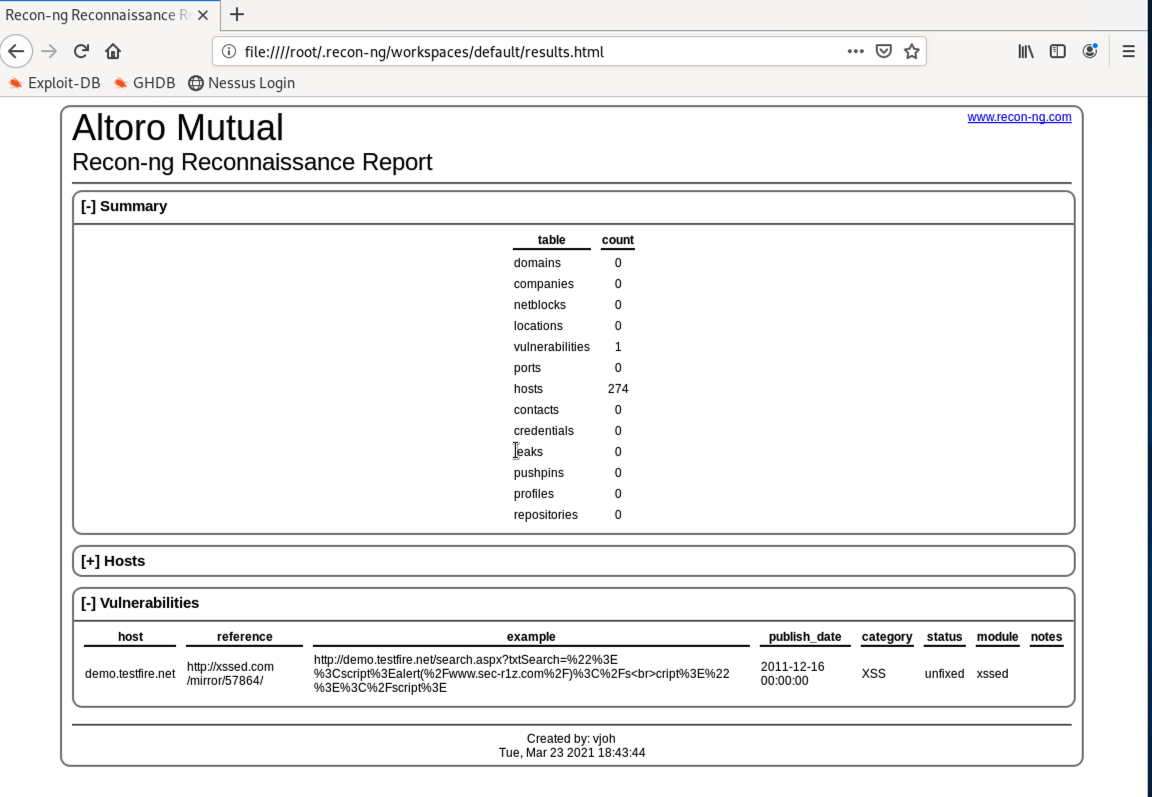 Recon-ng Reconnaissance R
file:////root/.recon-ng/workspaces/default/results.html
Exploit-DB GHDB Nessus Login
Altoro Mutual
www.recon-ng.com
Recon-ng Reconnaissance Report
[-] Summary
table count
domains 0
companies 0
netblocks 0
locations 0
vulnerabilities 1
ports 0
hosts 274
contacts 0
credentials 0
leaks 0
pushpins 0
profiles 0
repositories 0
[+] Hosts
[-] Vulnerabilities
host reference example publish_date category status module notes
demo.testfire.net http://xssed.com
/mirror/57864/ http://demo.testfire.net/search.aspx?txtSearch=%22%3E
%3Cscript%3Ealert(%2Fwww.sec-r1z.com%2F)%3C%2Fs<br>cript%3E%22
%3E%3C%2Fscript%3E 2011-12-16
00:00:00 XSS unfixed xssed
Created by: vjoh
Tue, Mar 23 2021 18:43:44